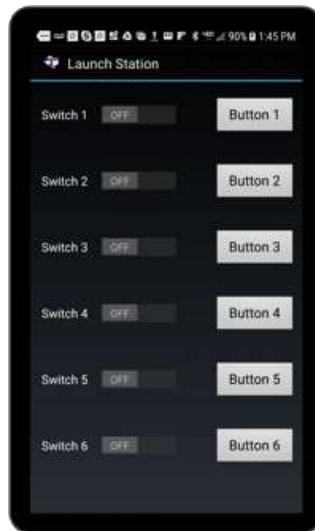 90% 1:45 PM
Launch Station
Switch 1 OFF Button 1
Switch 2 OFF Button 2
Switch 3 OFF Button 3
Switch 4 OFF Button 4
Switch 5 OFF Button 5
Switch 6 OFF Button 6